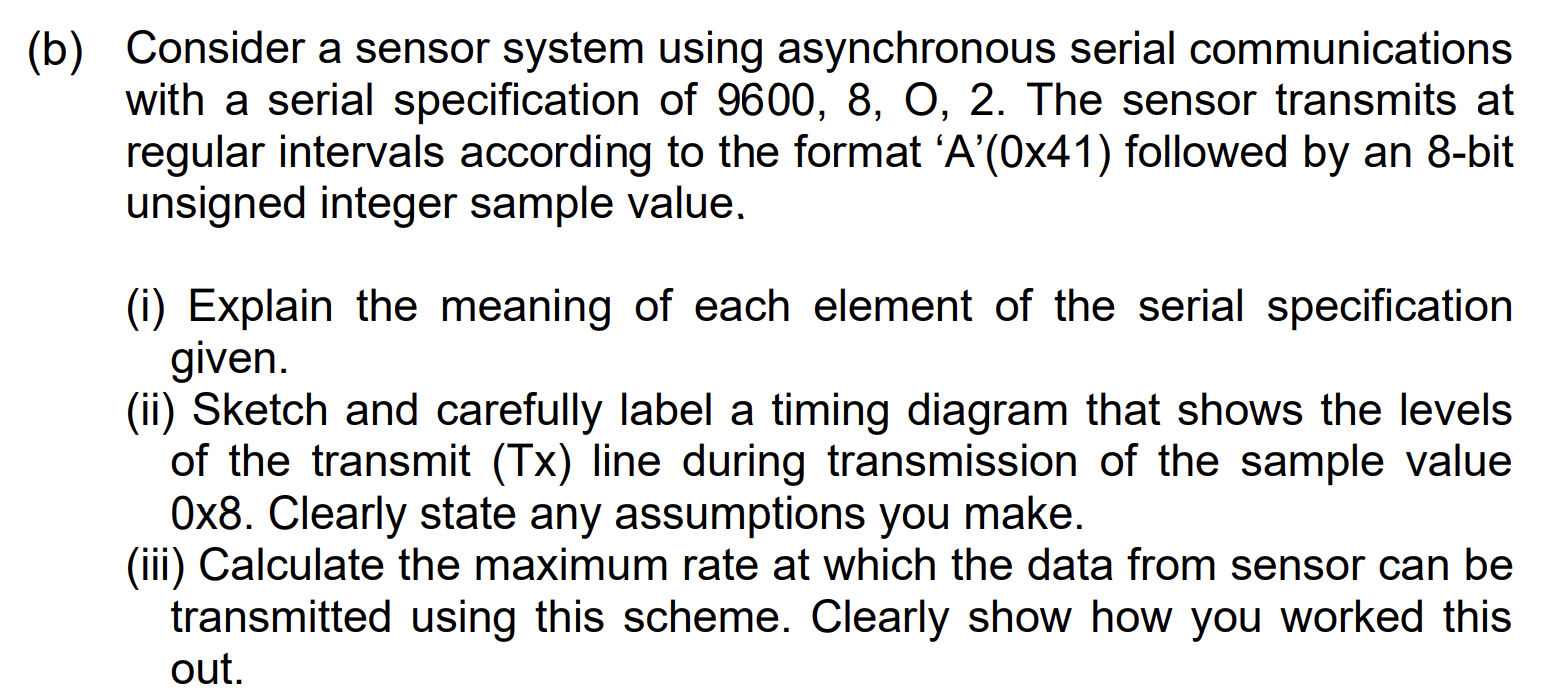 (b) Consider a sensor system using asynchronous serial communications
with a serial specification of 9600, 8, O, 2. The sensor transmits at
regular intervals according to the format ‘A’(0x41) followed by an 8-bit
unsigned integer sample value.
(i) Explain the meaning of each element of the serial specification
given.
(ii) Sketch and carefully label a timing diagram that shows the levels
of the transmit (Tx) line during transmission of the sample value
0x8. Clearly state any assumptions you make.
(iii) Calculate the maximum rate at which the data from sensor can be
transmitted using this scheme. Clearly show how you worked this
out.